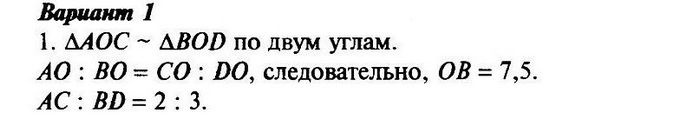 Вариант 1
1. ΔAOC ~ ΔBOD по двум углам.
AO : BO = CO : DO, следовательно, OB = 7,5.
AC : BD = 2 : 3.